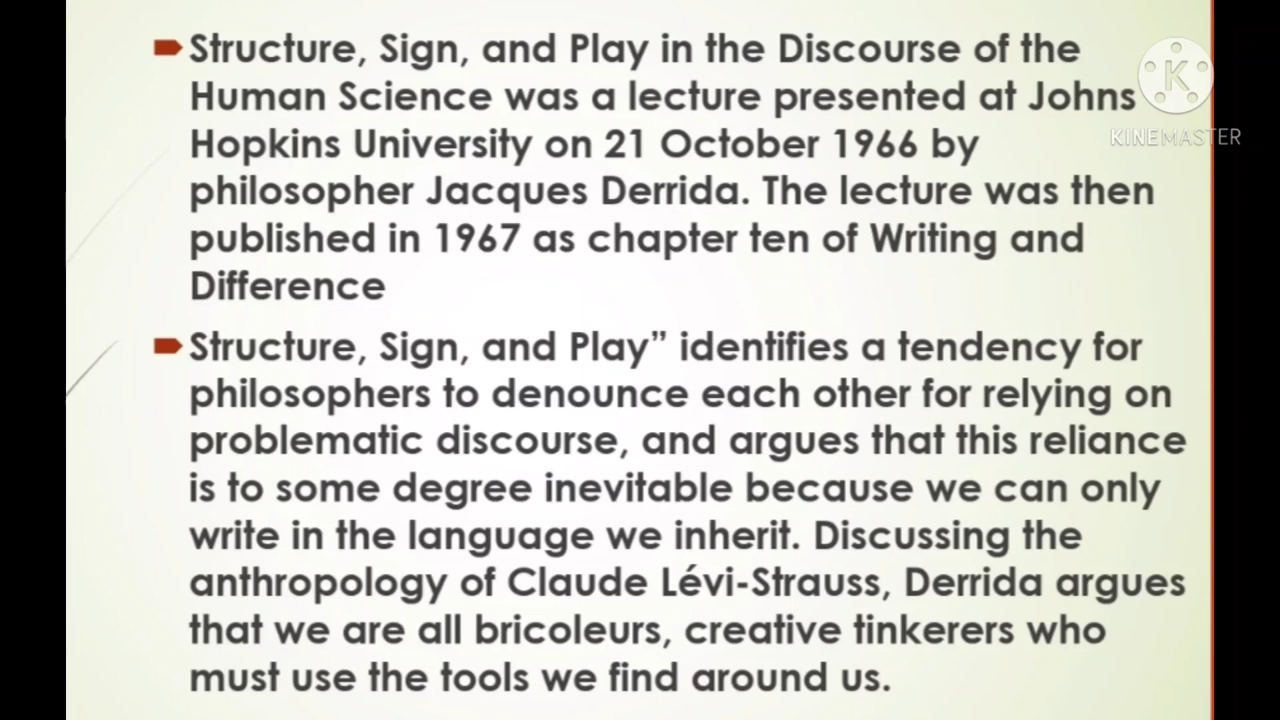 Structure, Sign, and Play in the Discourse of the
Human Science was a lecture presented at Johns
Hopkins University on 21 October 1966 by
philosopher Jacques Derrida. The lecture was then
published in 1967 as chapter ten of Writing and
Difference
Structure, Sign, and Play” identifies a tendency for
philosophers to denounce each other for relying on
problematic discourse, and argues that this reliance
is to some degree inevitable because we can only
write in the language we inherit. Discussing the
anthropology of Claude Lévi-Strauss, Derrida argues
that we are all bricoleurs, creative tinkerers who
must use the tools we find around us.
K
KINEMASTER